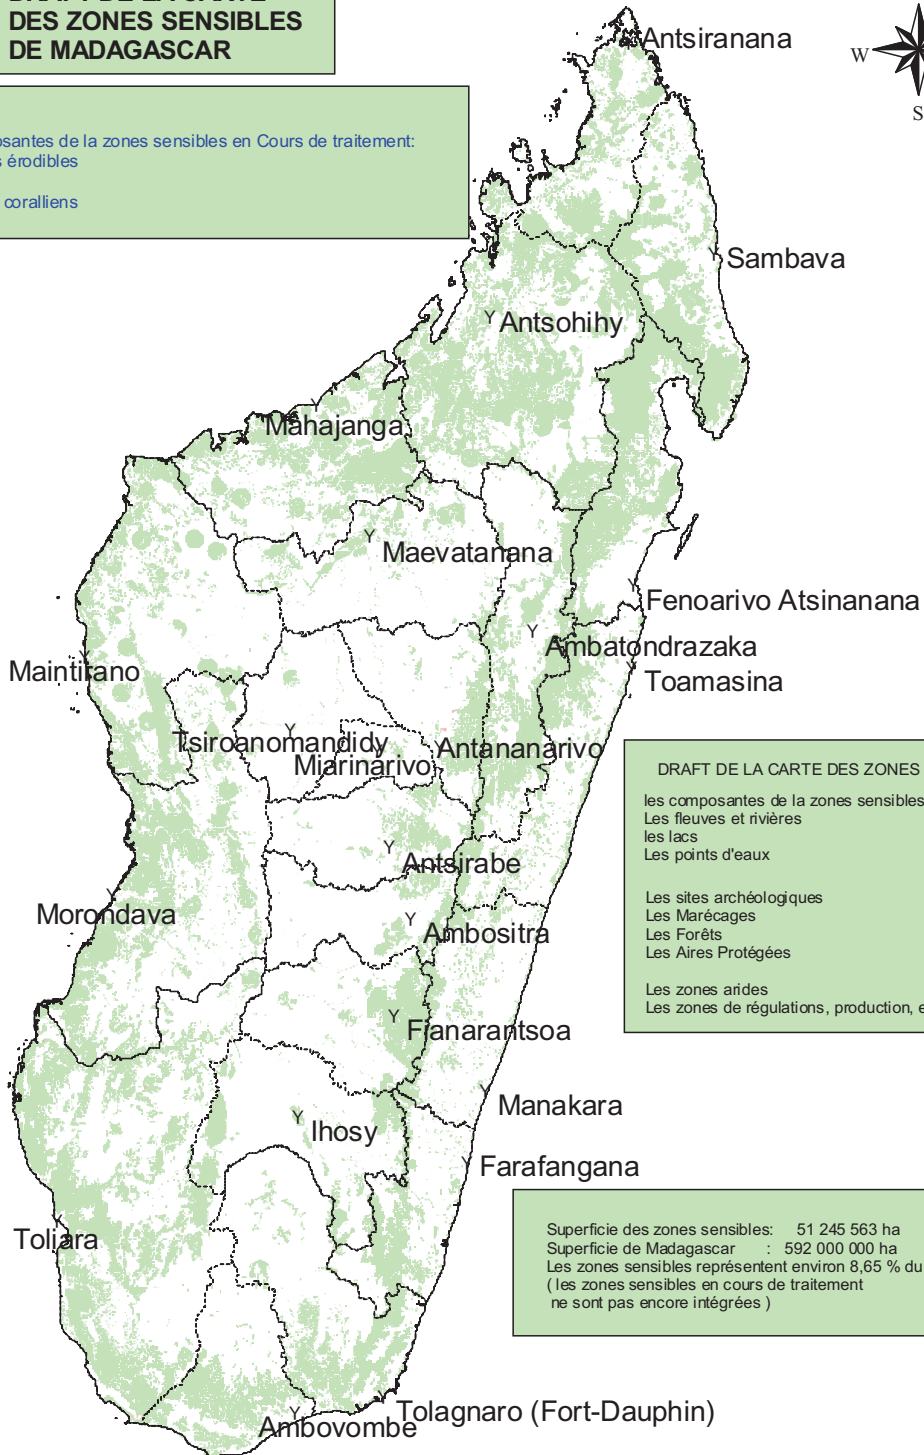 DES ZONES SENSIBLES
DE MADAGASCAR
Antsiranana
W
S
de la zones sensibles en Cours de traitement:
érodibles
coralliens
Sambava
Y
Y Antsohihy
Y
Mahajanga
Y
Y
Maevatanana
Y
Fenoarivo Atsinanana
Y
Ambatondrazaka
Y
Toamasina
Y
Maintirano
Y
Tsiroanomandidy
Miarinarivo
Antananarivo
DRAFT DE LA CARTE DES ZONES
les composantes de la zones sensibles
Les fleuves et rivières
les lacs
Les points d'eaux
Les sites archéologiques
Les Marécages
Les Forêts
Les Aires Protégées
Les zones arides
Les zones de régulations, production,
Y
Antsirabe
Y
Morondava
Y
Ambositra
Y
Fianarantsoa
Y
Manakara
Y
Ihosy
Y
Farafangana
Y
Toliara
Superficie des zones sensibles: 51 245 563 ha
Superficie de Madagascar : 592 000 000 ha
Les zones sensibles représentent environ 8,65 % du
( les zones sensibles en cours de traitement
ne sont pas encore intégrées )
Y
Tolagnaro (Fort-Dauphin)
Y
Ambovombe